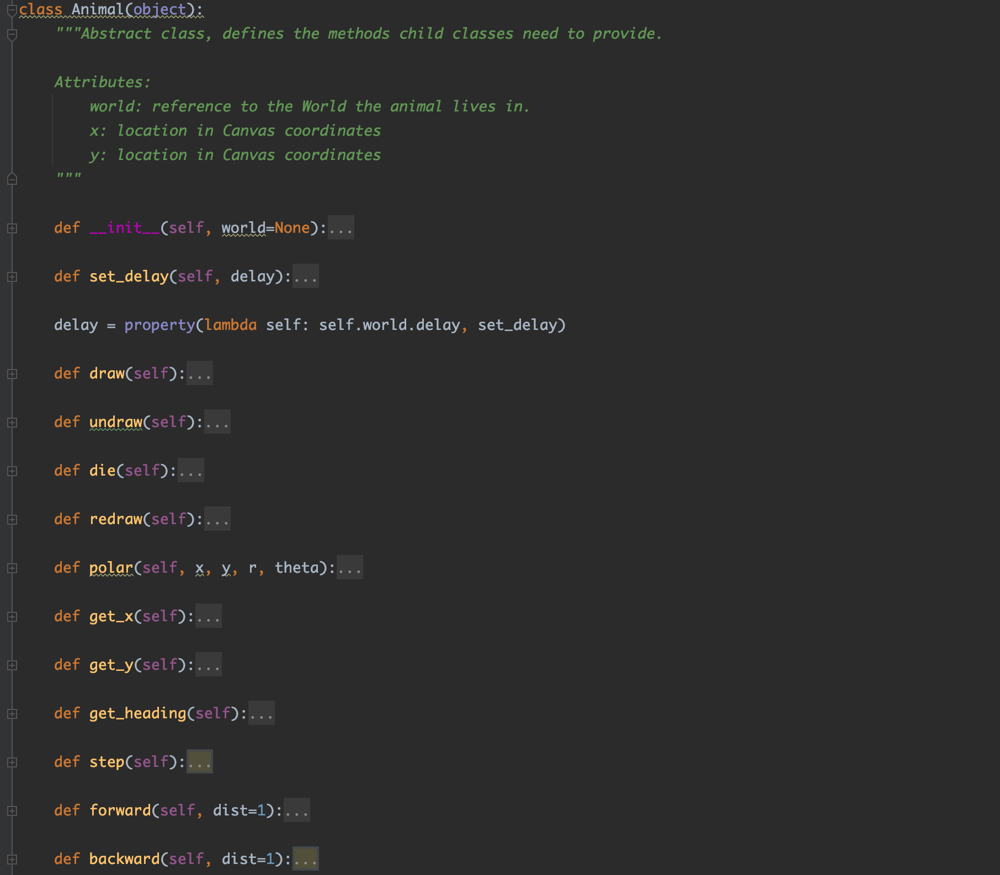 class Animal(object):
"""Abstract class, defines the methods child classes need to provide.
Attributes:
world: reference to the World the animal lives in.
x: location in Canvas coordinates
y: location in Canvas coordinates
"""
def __init__(self, world=None):...
def set_delay(self, delay):...
delay = property(lambda self: self.world.delay, set_delay)
def draw(self):...
def undraw(self):...
def die(self):...
def redraw(self):...
def polar(self, x, y, r, theta):...
def get_x(self):...
def get_y(self):...
def get_heading(self):...
def step(self):...
def forward(self, dist=1):...
def backward(self, dist=1):...